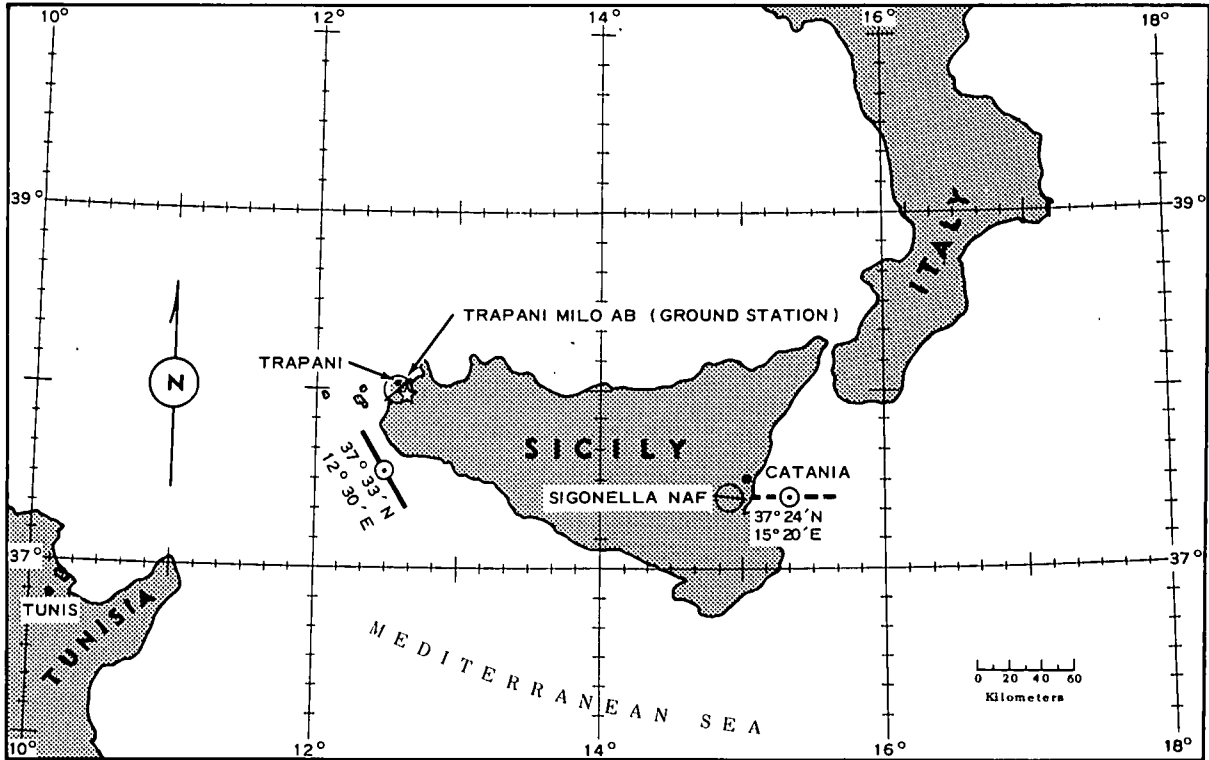 10° 12° 14° 16° 18°
39° 39°
ITALY
TRAPANI MILO AB (GROUND STATION)
TRAPANI
N
SICILY
37° 33′N
12° 30′E
CATANIA
SIGONELLA NAF
37° 24′N
15° 20′E
37° 37°
TUNIS
TUNISIA
MEDITERRANEAN SEA
0 20 40 60
Kilometers
10° 12° 14° 16° 18°